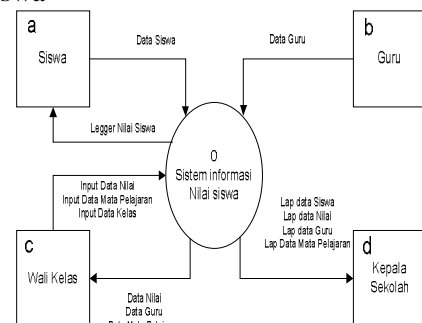 a
Siswa
Data Siswa
Data Guru
b
Guru
Legger Nilai Siswa
0
Sistem informasi
Nilai siswa
Input Data Nilai
Input Data Mata Pelajaran
Input Data Kelas
Lap data Siswa
Lap data Nilai
Lap data Guru
Lap Data Mata Pelajaran
c
Wali Kelas
d
Kepala
Sekolah
Data Nilai
Data Guru